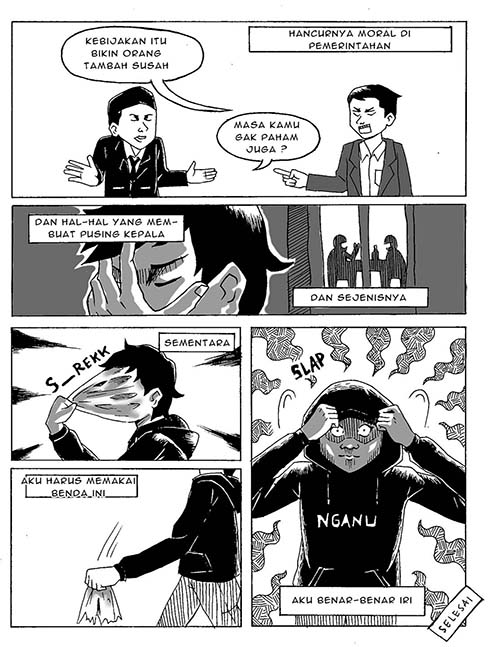 HANCURNYA MORAL DI
PEMERINTAHAN
KEBIJAKAN ITU
BIKIN ORANG
TAMBAH SUSAH
MASA KAMU
GAK PAHAM
JUGA ?
DAN HAL-HAL YANG MEM-
BUAT PUSING KEPALA
DAN SEJENISNYA
SEMENTARA
S_REKK
AKU HARUS MEMAKAI
BENDA INI
SLAP
NGANU
AKU BENAR-BENAR IRI
SELESAI